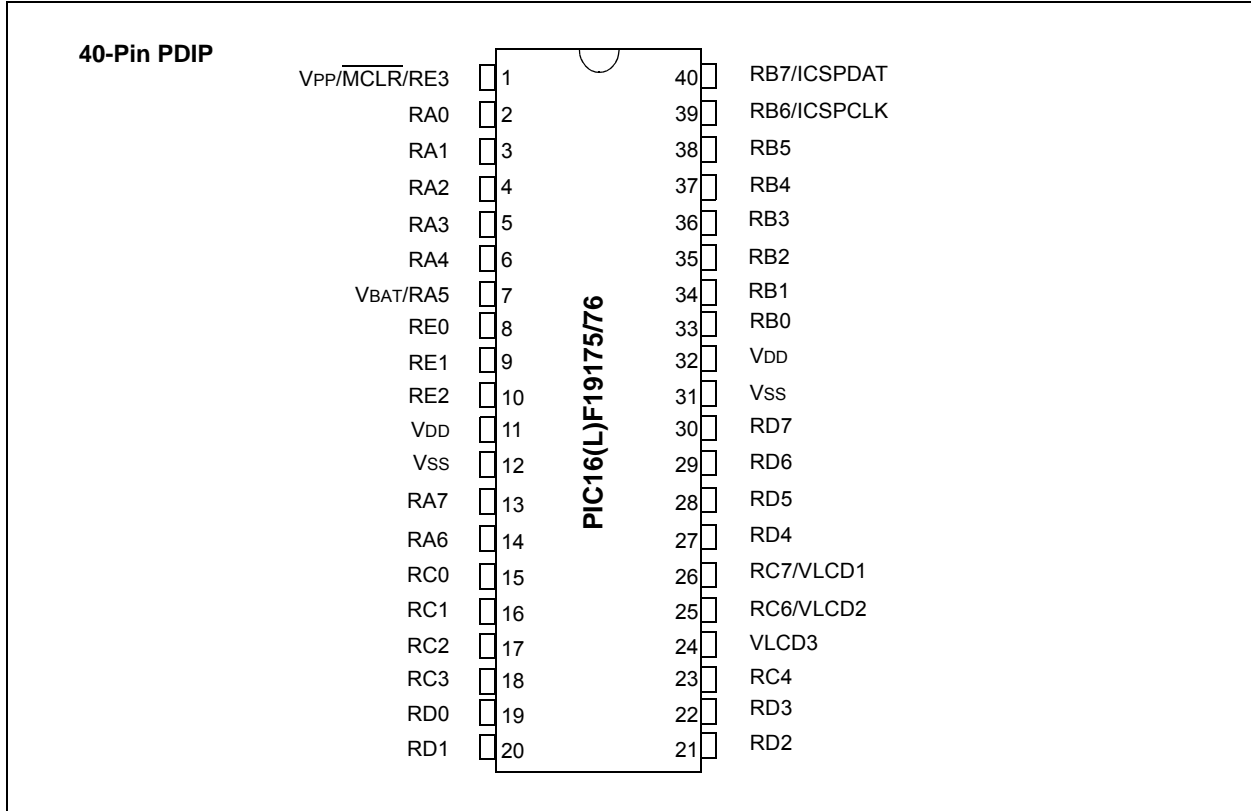 40-Pin PDIP
VPP/MCLR/RE3 1 40 RB7/ICSPDAT
RA0 2 39 RB6/ICSPCLK
RA1 3 38 RB5
RA2 4 37 RB4
RA3 5 36 RB3
RA4 6 35 RB2
VBAT/RA5 7 34 RB1
RE0 8 33 RB0
RE1 9 32 VDD
RE2 10 31 VSS
VDD 11 30 RD7
VSS 12 29 RD6
RA7 13 28 RD5
RA6 14 27 RD4
RC0 15 26 RC7/VLCD1
RC1 16 25 RC6/VLCD2
RC2 17 24 VLCD3
RC3 18 23 RC4
RD0 19 22 RD3
RD1 20 21 RD2
PIC16(L)F19175/76